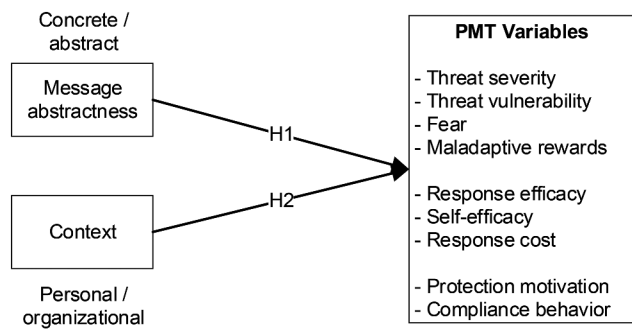 Concrete /
abstract
Message
abstractness
H1
H2
Context
Personal /
organizational
PMT Variables
- Threat severity
- Threat vulnerability
- Fear
- Maladaptive rewards
- Response efficacy
- Self-efficacy
- Response cost
- Protection motivation
- Compliance behavior